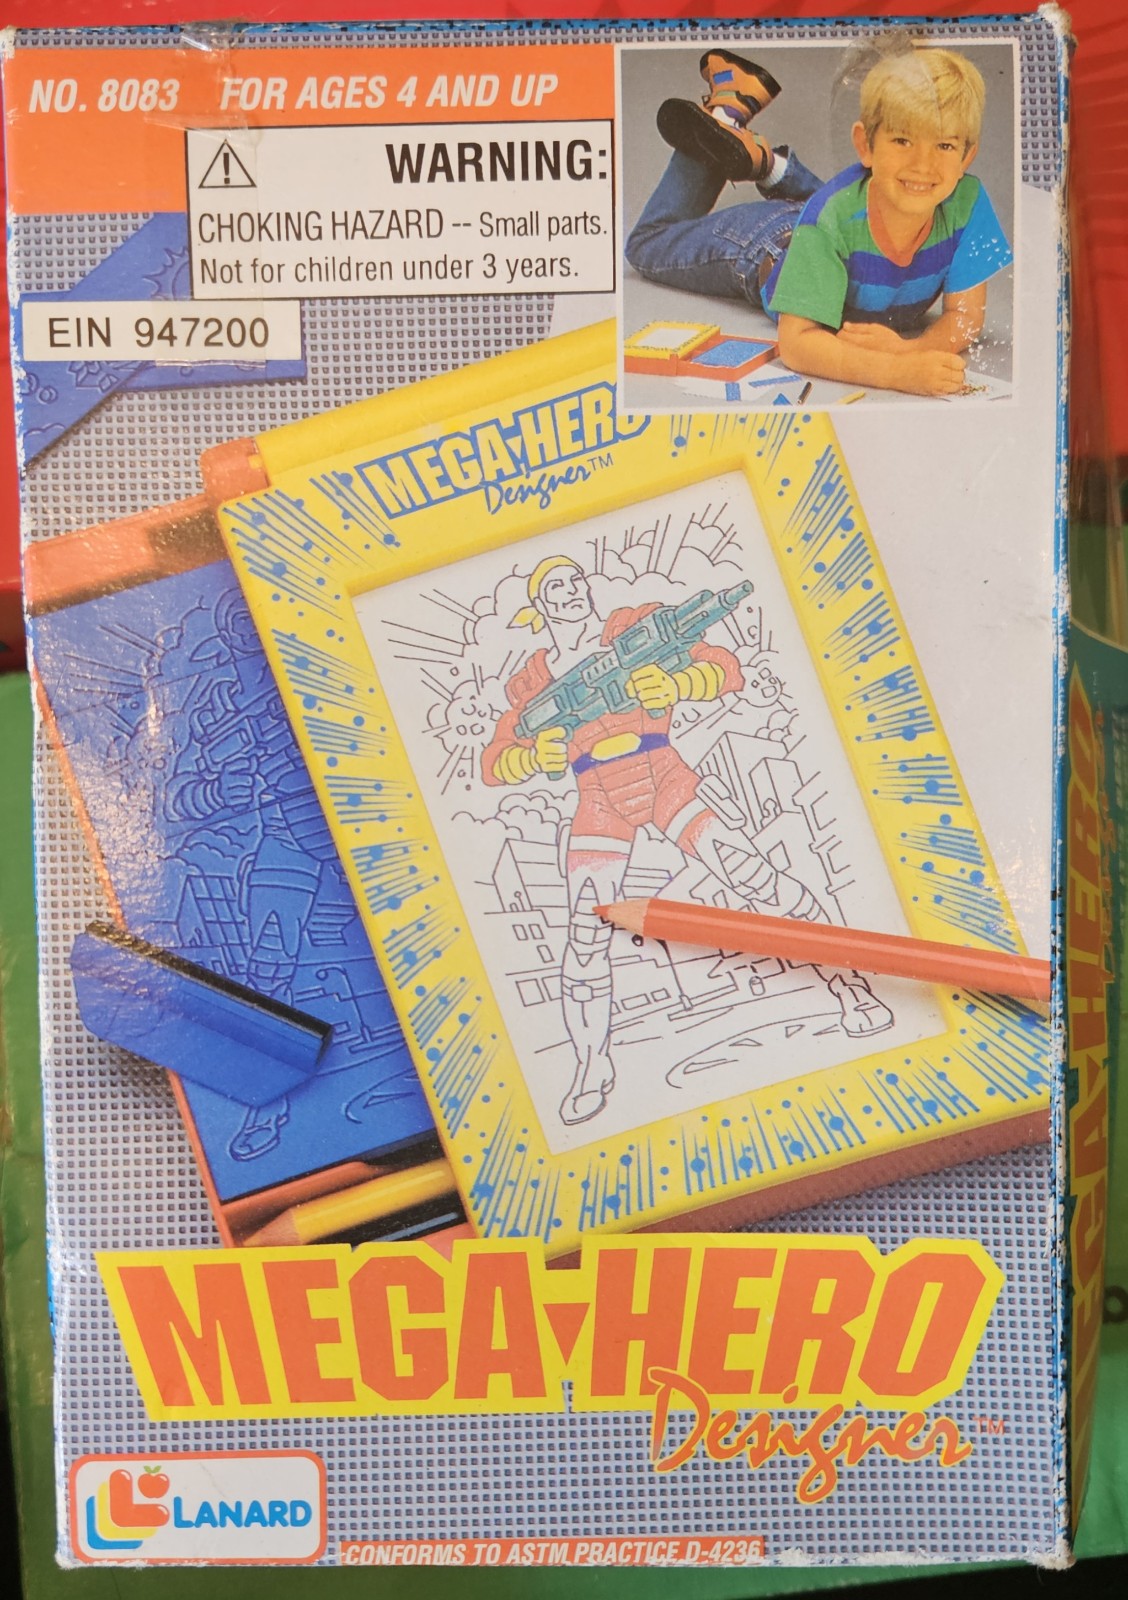 NO. 8083 FOR AGES 4 AND UP
WARNING:
CHOKING HAZARD -- Small parts.
Not for children under 3 years.
EIN 947200
MEGA-HERO
Designer™
MEGA-HERO
Designer™
LANARD
CONFORMS TO ASTM PRACTICE D-4236